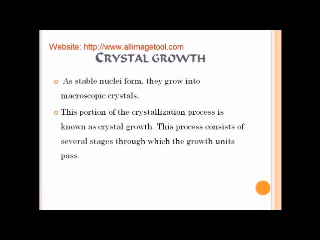 Website: http://www.allimagetool.com
CRYSTAL GROWTH
As stable nuclei form, they grow into
macroscopic crystals.
This portion of the crystallization process is
known as crystal growth. This process consists of
several stages through which the growth units
pass.